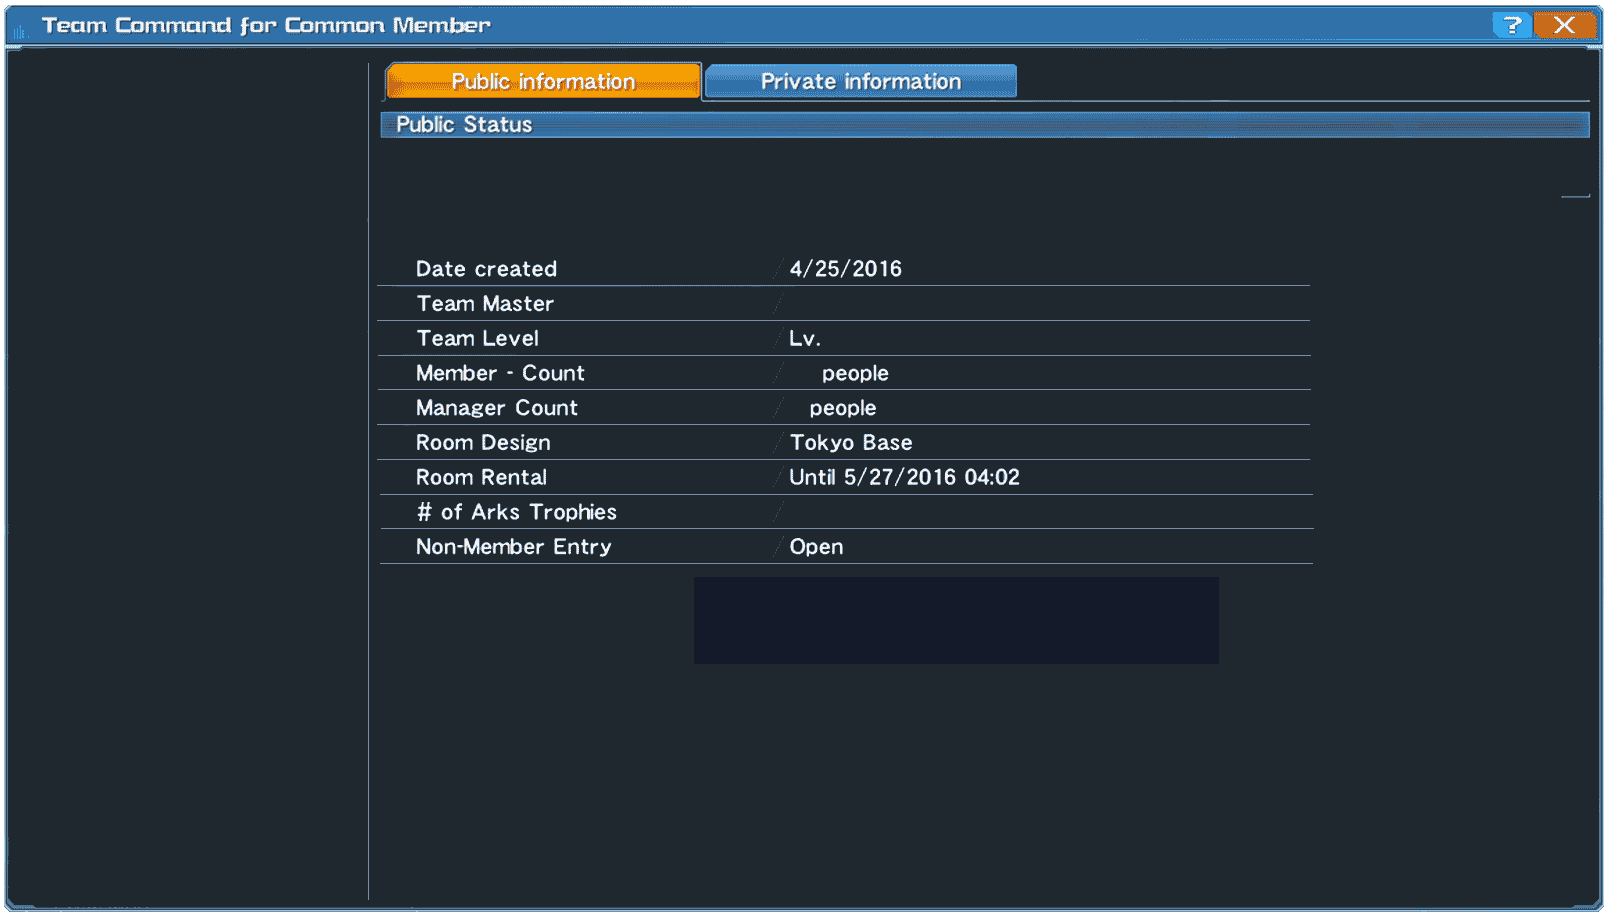 Team Command for Common Member ? X
Public information Private information
Public Status
Date created 4/25/2016
Team Master
Team Level Lv.
Member - Count people
Manager Count people
Room Design Tokyo Base
Room Rental Until 5/27/2016 04:02
# of Arks Trophies
Non-Member Entry Open